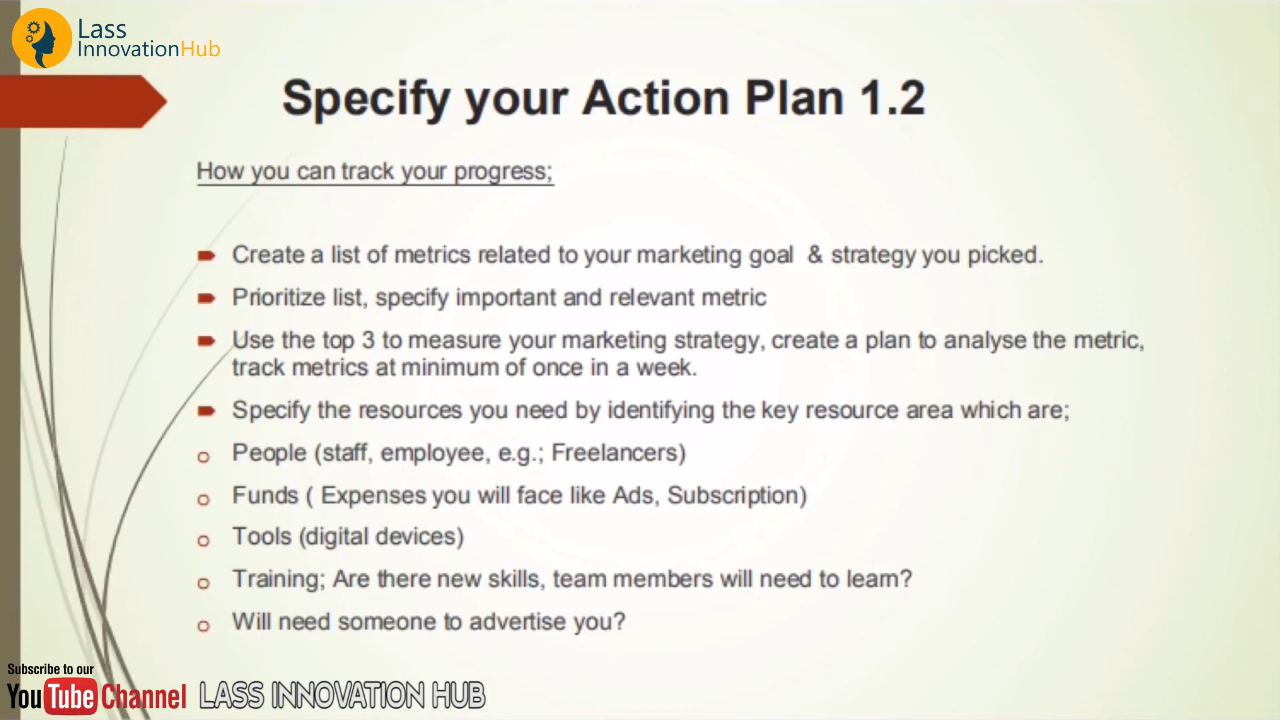 Lass
InnovationHub
Specify your Action Plan 1.2
How you can track your progress;
Create a list of metrics related to your marketing goal & strategy you picked.
Prioritize list, specify important and relevant metric
Use the top 3 to measure your marketing strategy, create a plan to analyse the metric,
track metrics at minimum of once in a week.
Specify the resources you need by identifying the key resource area which are;
People (staff, employee, e.g.; Freelancers)
Funds ( Expenses you will face like Ads, Subscription)
Tools (digital devices)
Training; Are there new skills, team members will need to learn?
Will need someone to advertise you?
Subscribe to our
YouTube Channel LASS INNOVATION HUB